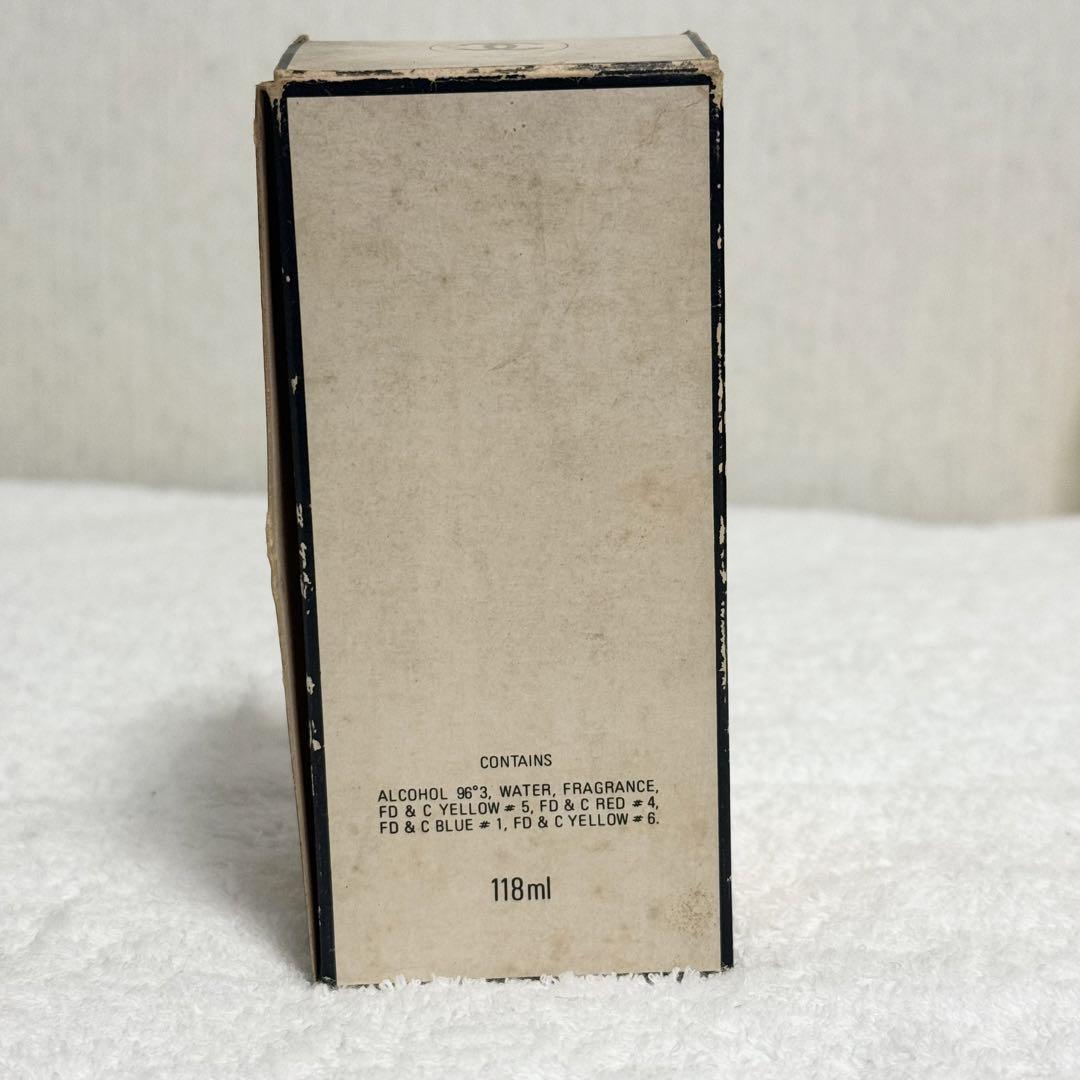 CONTAINS
ALCOHOL 96°3, WATER, FRAGRANCE,
FD & C YELLOW # 5, FD & C RED # 4,
FD & C BLUE # 1, FD & C YELLOW # 6.
118ml